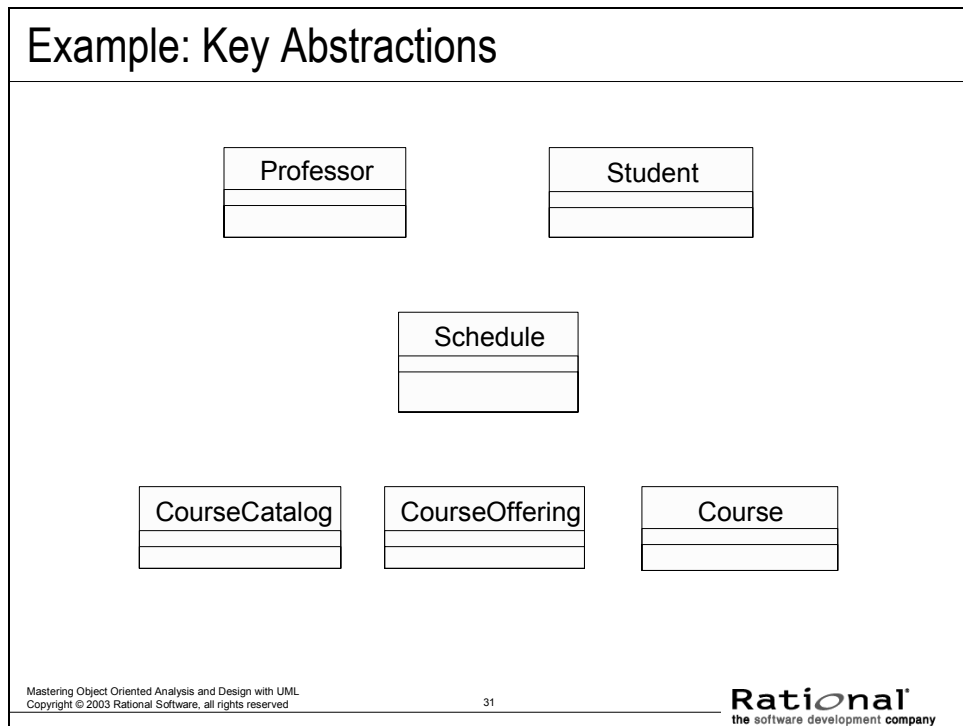 Example: Key Abstractions
Professor
Student
Schedule
CourseCatalog
CourseOffering
Course
Mastering Object Oriented Analysis and Design with UML
Copyright © 2003 Rational Software, all rights reserved
31
Rational®
the software development company